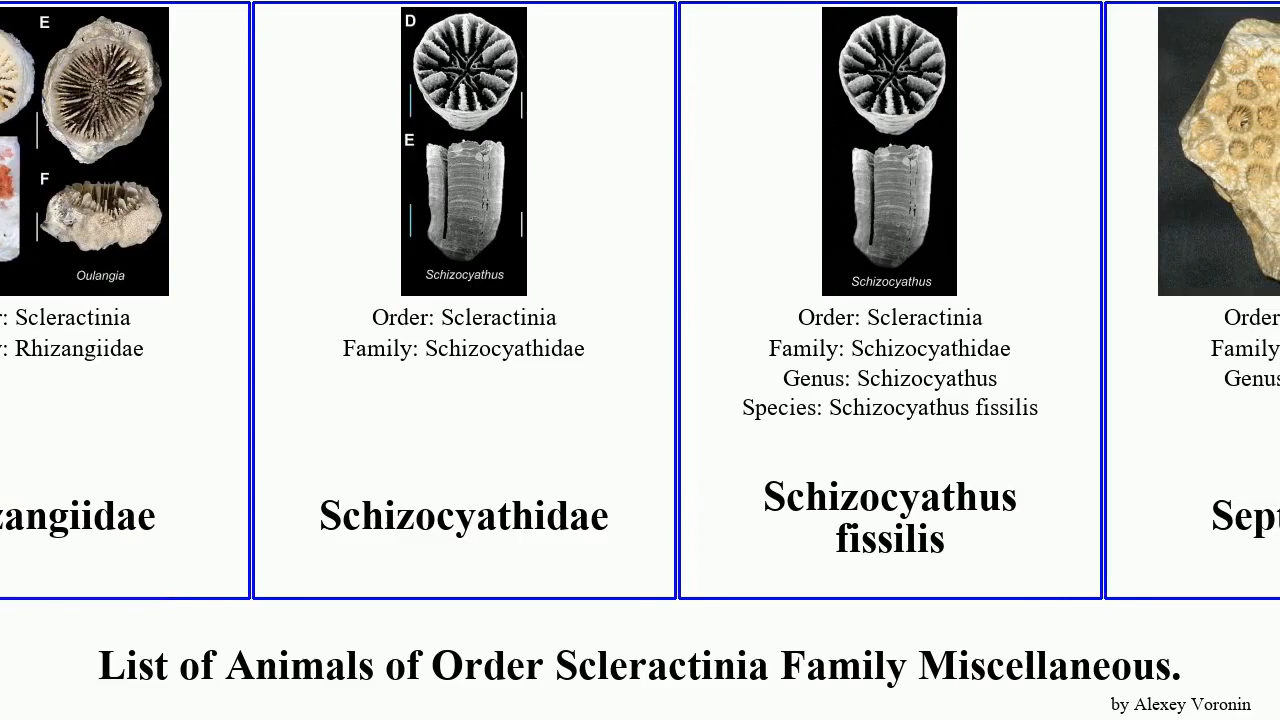 E
F
Oulangia
r: Scleractinia
y: Rhizangiidae
zangiidae
D
E
Schizocyathus
Order: Scleractinia
Family: Schizocyathidae
Schizocyathidae
Schizocyathus
Order: Scleractinia
Family: Schizocyathidae
Genus: Schizocyathus
Species: Schizocyathus fissilis
Schizocyathus
fissilis
Order
Family
Genus
Sept
List of Animals of Order Scleractinia Family Miscellaneous.
by Alexey Voronin